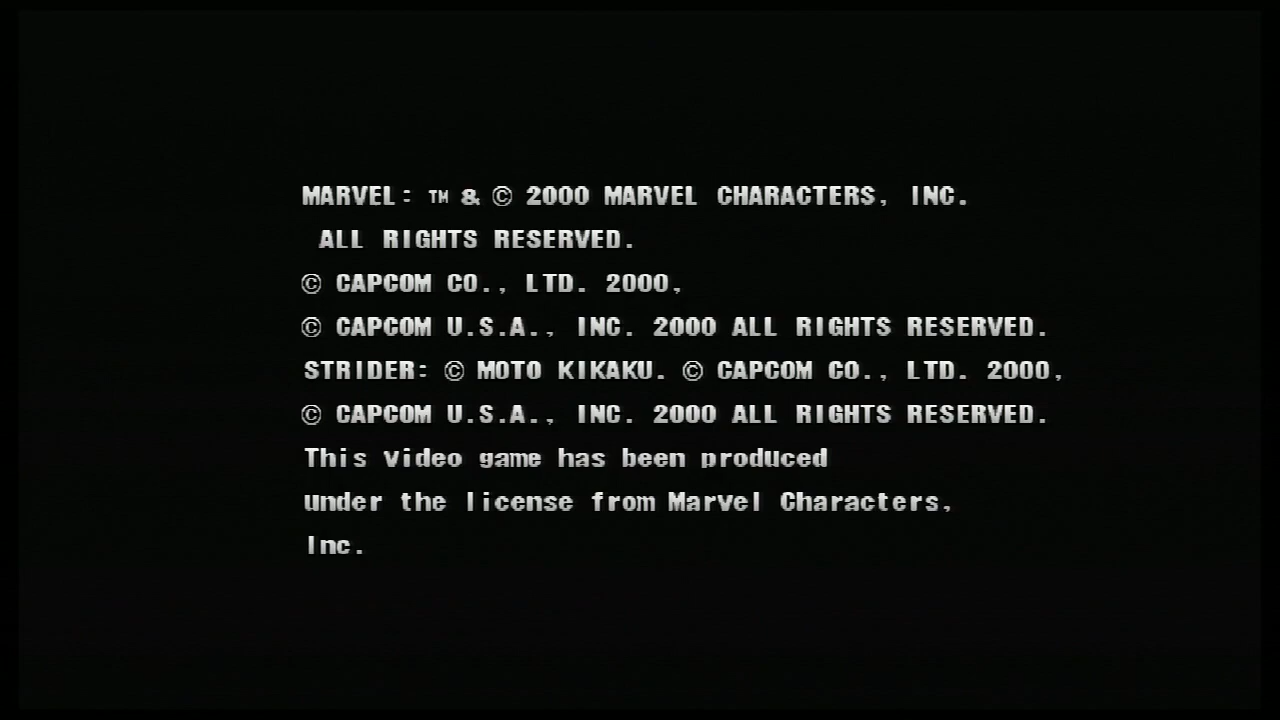 MARVEL: TM & © 2000 MARVEL CHARACTERS, INC.
ALL RIGHTS RESERVED.
© CAPCOM CO., LTD. 2000,
© CAPCOM U.S.A., INC. 2000 ALL RIGHTS RESERVED.
STRIDER: © MOTO KIKAKU. © CAPCOM CO., LTD. 2000,
© CAPCOM U.S.A., INC. 2000 ALL RIGHTS RESERVED.
This video game has been produced
under the license from Marvel Characters,
Inc.